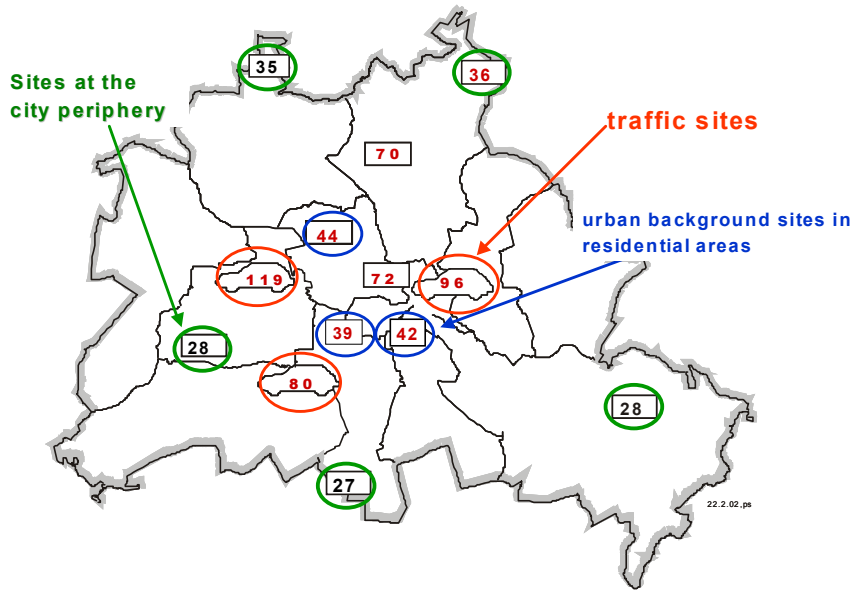 35
36
Sites at the
city periphery
traffic sites
70
urban background sites in
residential areas
44
119
72
96
39
42
28
80
28
27
22.2.02,ps